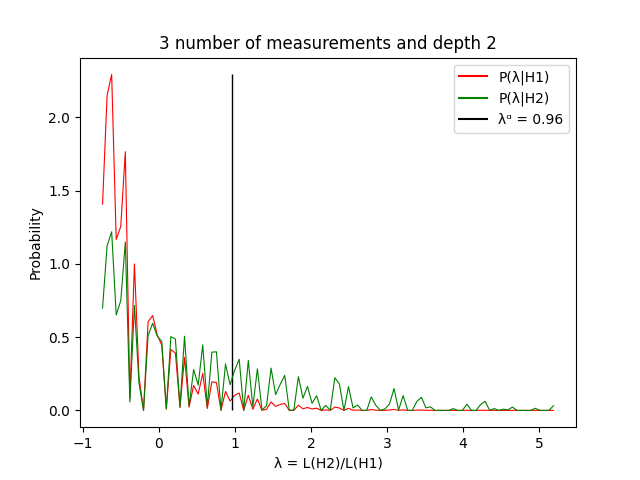 3 number of measurements and depth 2
P(λ|H1)
P(λ|H2)
λᵅ = 0.96
Probability
2.0
1.5
1.0
0.5
0.0
−1
0
1
2
3
4
5
λ = L(H2)/L(H1)